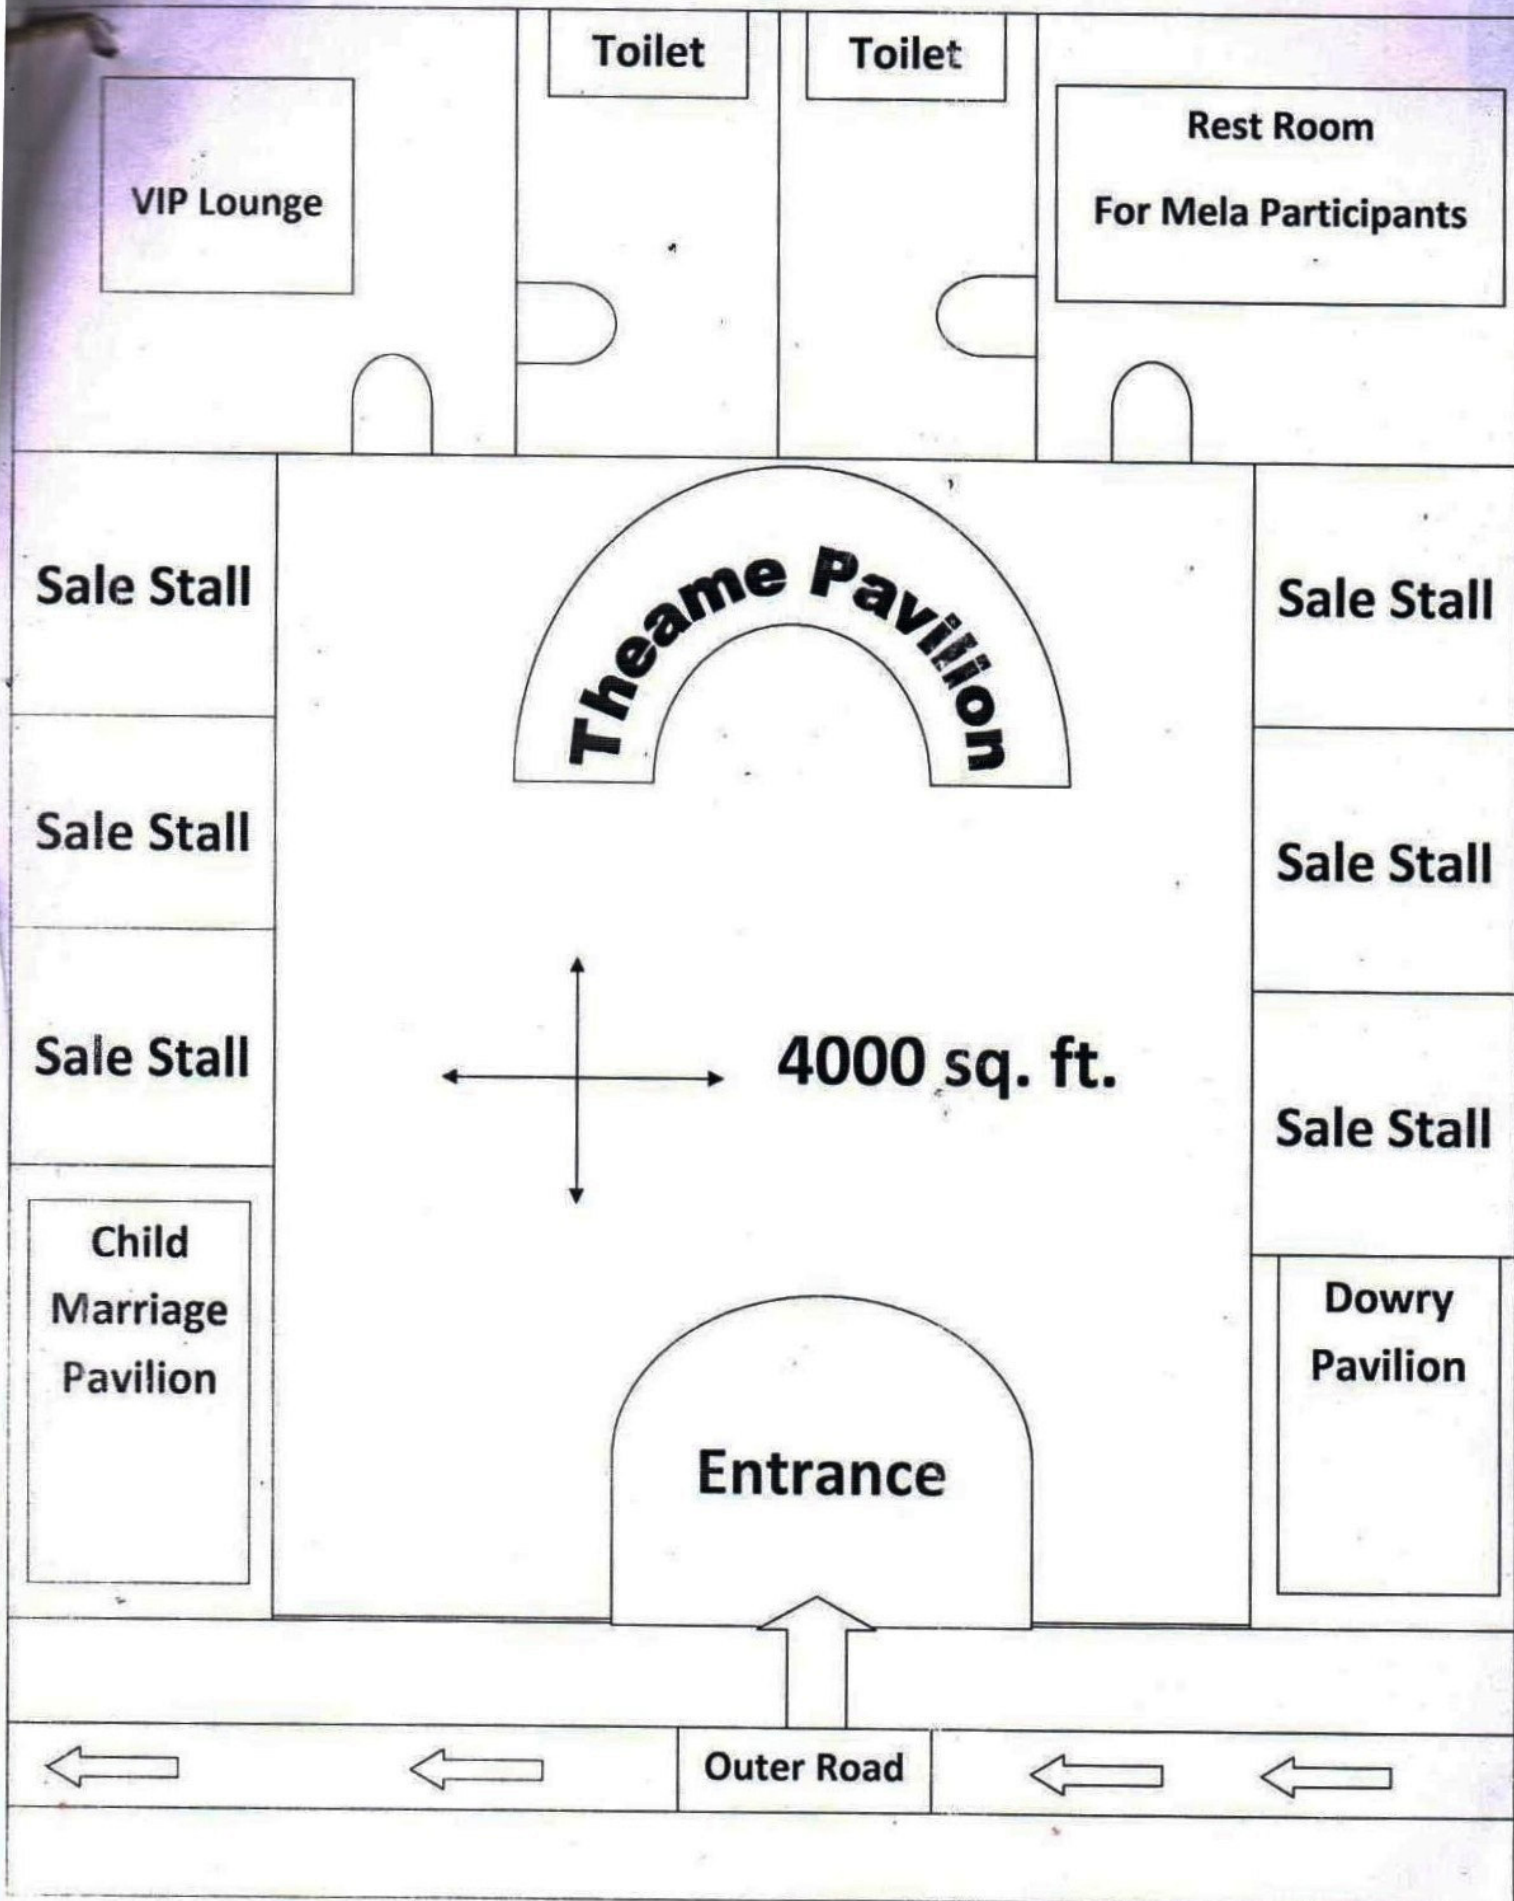 Toilet
Toilet
VIP Lounge
Rest Room
For Mela Participants
Theame Pavilion
Sale Stall
Sale Stall
Sale Stall
Sale Stall
Sale Stall
Sale Stall
4000 sq. ft.
Child
Marriage
Pavilion
Dowry
Pavilion
Entrance
Outer Road